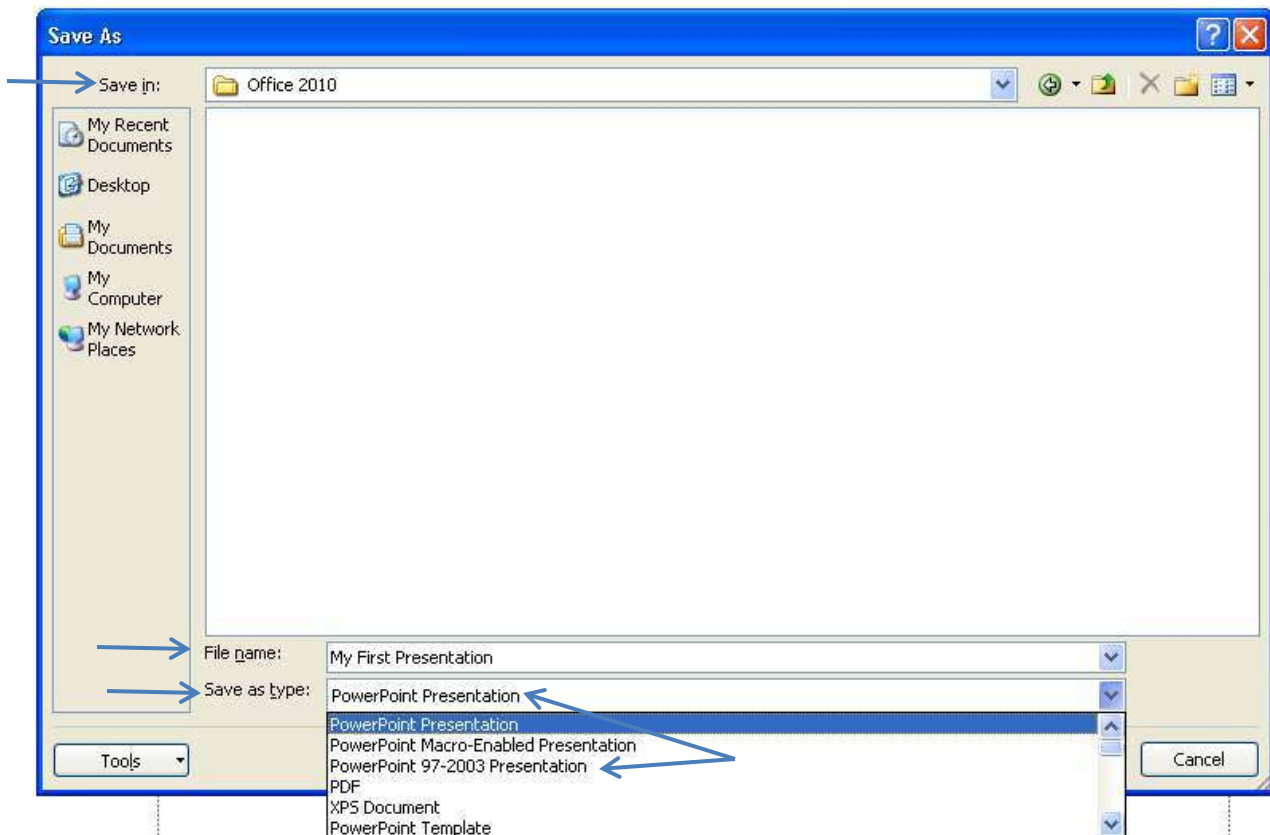 Save As
Save in:
Office 2010
My Recent
Documents
Desktop
My
Documents
My
Computer
My Network
Places
File name:
My First Presentation
Save as type:
PowerPoint Presentation
PowerPoint Presentation
PowerPoint Macro-Enabled Presentation
PowerPoint 97-2003 Presentation
PDF
XPS Document
PowerPoint Template
Tools
Cancel